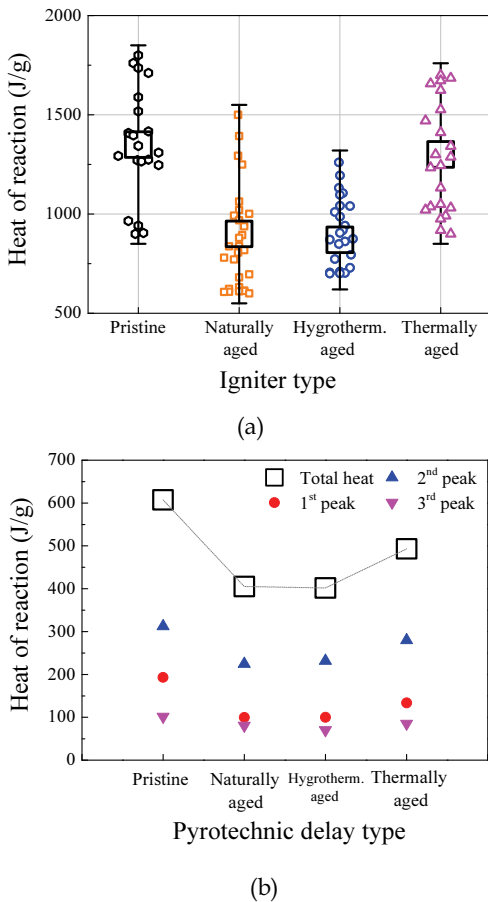 (a)
Heat of reaction (J/g)
2000
1500
1000
500
Pristine
Naturally
aged
Hygrotherm.
aged
Thermally
aged
Igniter type
(a)
Heat of reaction (J/g)
700
600
500
400
300
200
100
0
Total heat
1st peak
2nd peak
3rd peak
Pristine
Naturally
aged
Hygrotherm.
aged
Thermally
aged
Pyrotechnic delay type
(b)